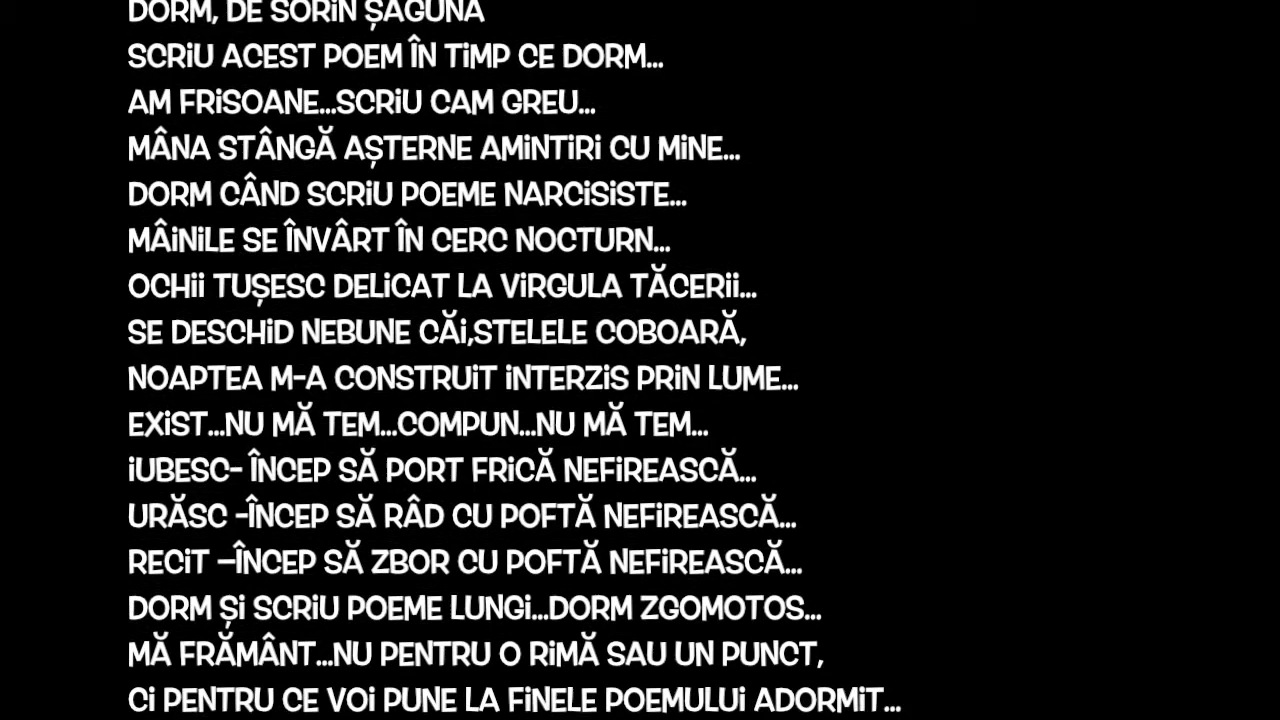 DORM, DE SORiN ȘAGUNA
SCRiU ACEST POEM ÎN TiMP CE DORM...
AM FRiSOANE...SCRiU CAM GREU...
MÂNA STÂNGĂ AȘTERNE AMiNTiRi CU MiNE...
DORM CÂND SCRiU POEME NARCiSiSTE...
MÂiNiLE SE ÎNVÂRT ÎN CERC NOCTURN...
OCHii TUȘESC DELiCAT LA ViRGULA TĂCERii...
SE DESCHiD NEBUNE CĂi,STELELE COBOARĂ,
NOAPTEA M-A CONSTRUiT iNTERZiS PRiN LUME...
EXiST...NU MĂ TEM...COMPUN...NU MĂ TEM...
iUBESC- ÎNCEP SĂ PORT FRiCĂ NEFiREASCĂ...
URĂSC -ÎNCEP SĂ RÂD CU POFTĂ NEFiREASCĂ...
RECiT –ÎNCEP SĂ ZBOR CU POFTĂ NEFiREASCĂ...
DORM Și SCRiU POEME LUNGi...DORM ZGOMOTOS...
MĂ FRĂMÂNT...NU PENTRU O RiMĂ SAU UN PUNCT,
Ci PENTRU CE VOi PUNE LA FiNELE POEMULUi ADORMiT...